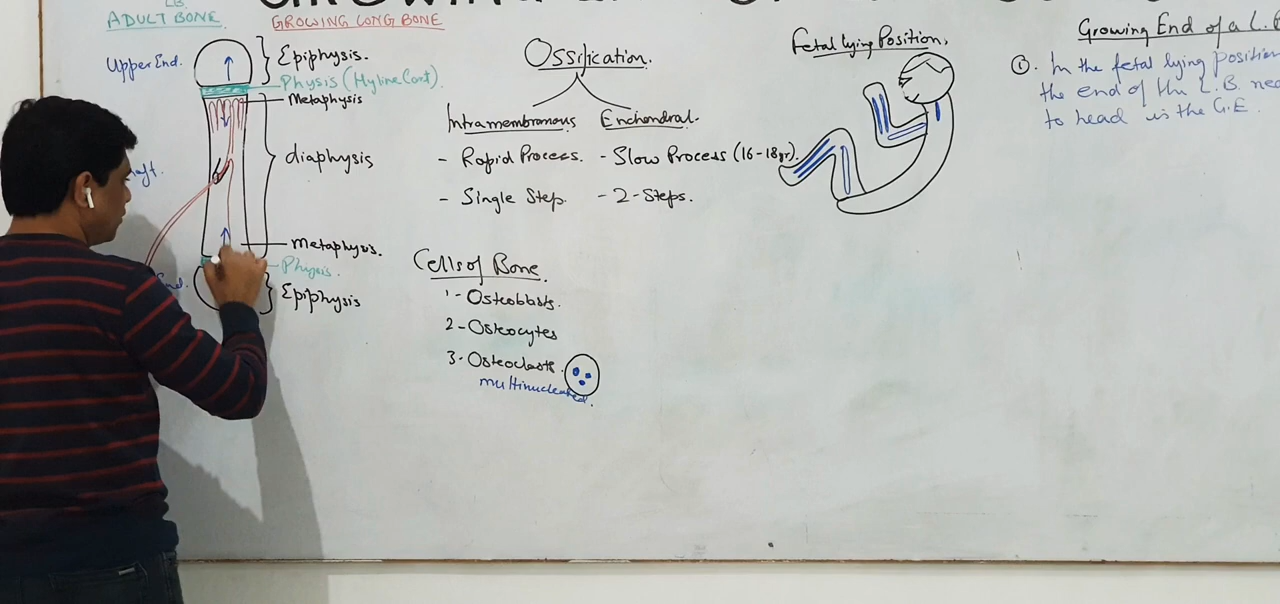 L.B.
ADULT BONE
GROWING LONG BONE
Upper End.
Epiphysis.
Physis (Hyline Cart).
Metaphysis
diaphysis
Metaphysis.
Physis.
Epiphysis
Ossification.
Intramembronous
Enchondral.
- Rapid Process.
- Slow Process (16-18yr).
- Single Step.
- 2-Steps.
Cells of Bone
1- Osteoblasts.
2- Osteocytes
3- Osteoclasts.
multinucleated.
Fetal lying Position.
Growing End of a L.B
①. In the fetal lying position
the end of the L.B. near
to head is the G.E.